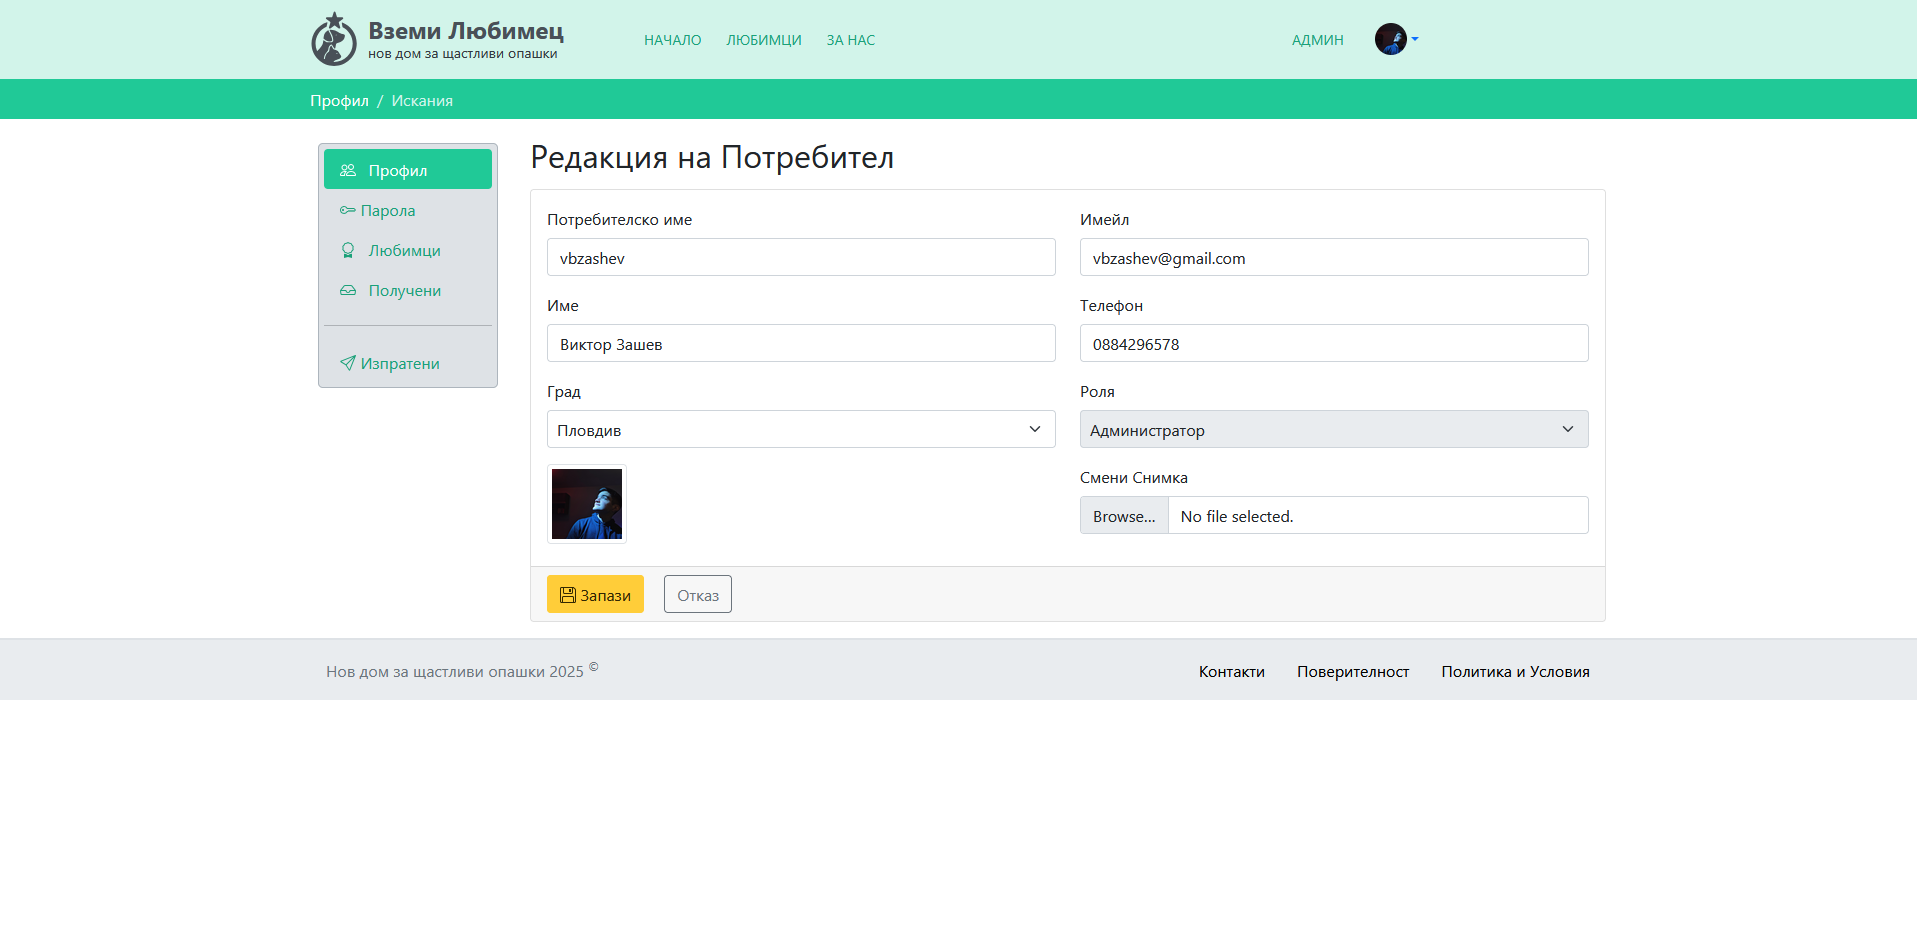 Вземи Любимец
нов дом за щастливи опашки
НАЧАЛО ЛЮБИМЦИ ЗА НАС АДМИН
Профил / Искания
Профил
Парола
Любимци
Получени
Изпратени
Редакция на Потребител
Потребителско име
vbzashev
Имейл
vbzashev@gmail.com
Име
Виктор Зашев
Телефон
0884296578
Град
Пловдив
Роля
Администратор
Смени Снимка
Browse... No file selected.
Запази Отказ
Нов дом за щастливи опашки 2025 ©
Контакти Поверителност Политика и Условия